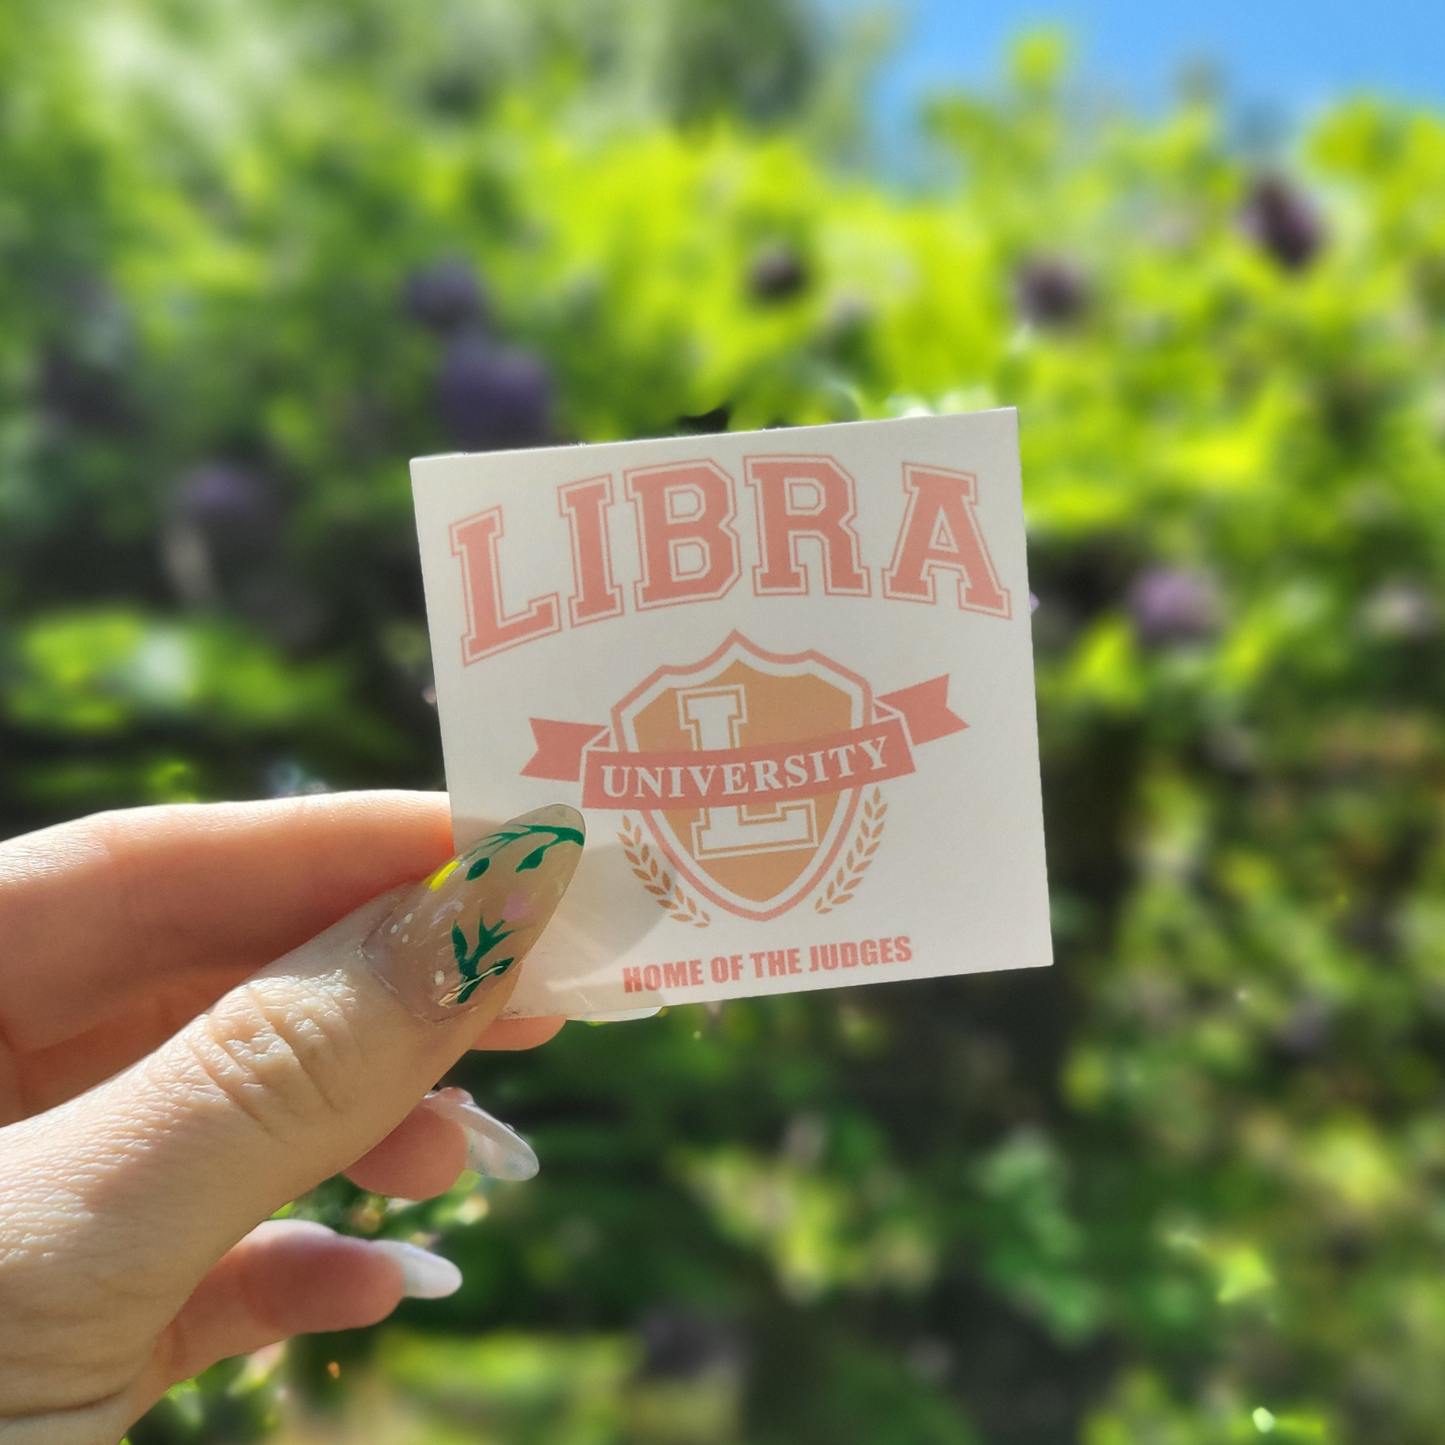 LIBRA
L
UNIVERSITY
HOME OF THE JUDGES